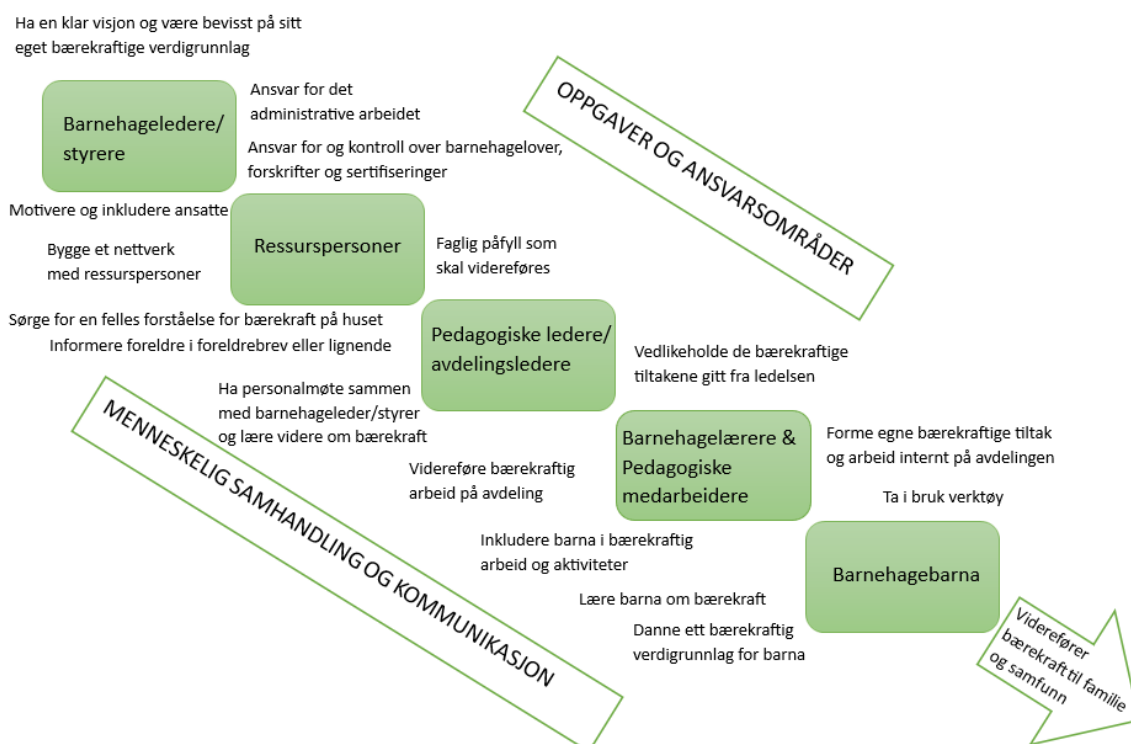 Ha en klar visjon og være bevisst på sitt
eget bærekraftige verdigrunnlag
Barnehageledere/
styrere
Ansvar for det
administrative arbeidet
Ansvar for og kontroll over barnehagelover,
forskrifter og sertifiseringer
OPPGAVER OG ANSVARSOMRÅDER
Motivere og inkludere ansatte
Bygge et nettverk
med ressurspersoner
Ressurspersoner
Faglig påfyll som
skal videreføres
Sørge for en felles forståelse for bærekraft på huset
Informere foreldre i foreldrebrev eller lignende
Pedagogiske ledere/
avdelingsledere
Vedlikeholde de bærekraftige
tiltakene gitt fra ledelsen
Ha personalmøte sammen
med barnehageleder/styrer
og lære videre om bærekraft
MENNESKELIG SAMHANDLING OG KOMMUNIKASJON
Barnehagelærere &
Pedagogiske
medarbeidere
Forme egne bærekraftige tiltak
og arbeid internt på avdelingen
Videreføre bærekraftig
arbeid på avdeling
Ta i bruk verktøy
Inkludere barna i bærekraftig
arbeid og aktiviteter
Barnehagebarna
Lære barna om bærekraft
Danne ett bærekraftig
verdigrunnlag for barna
Viderefører
bærekraft til familie
og samfunn